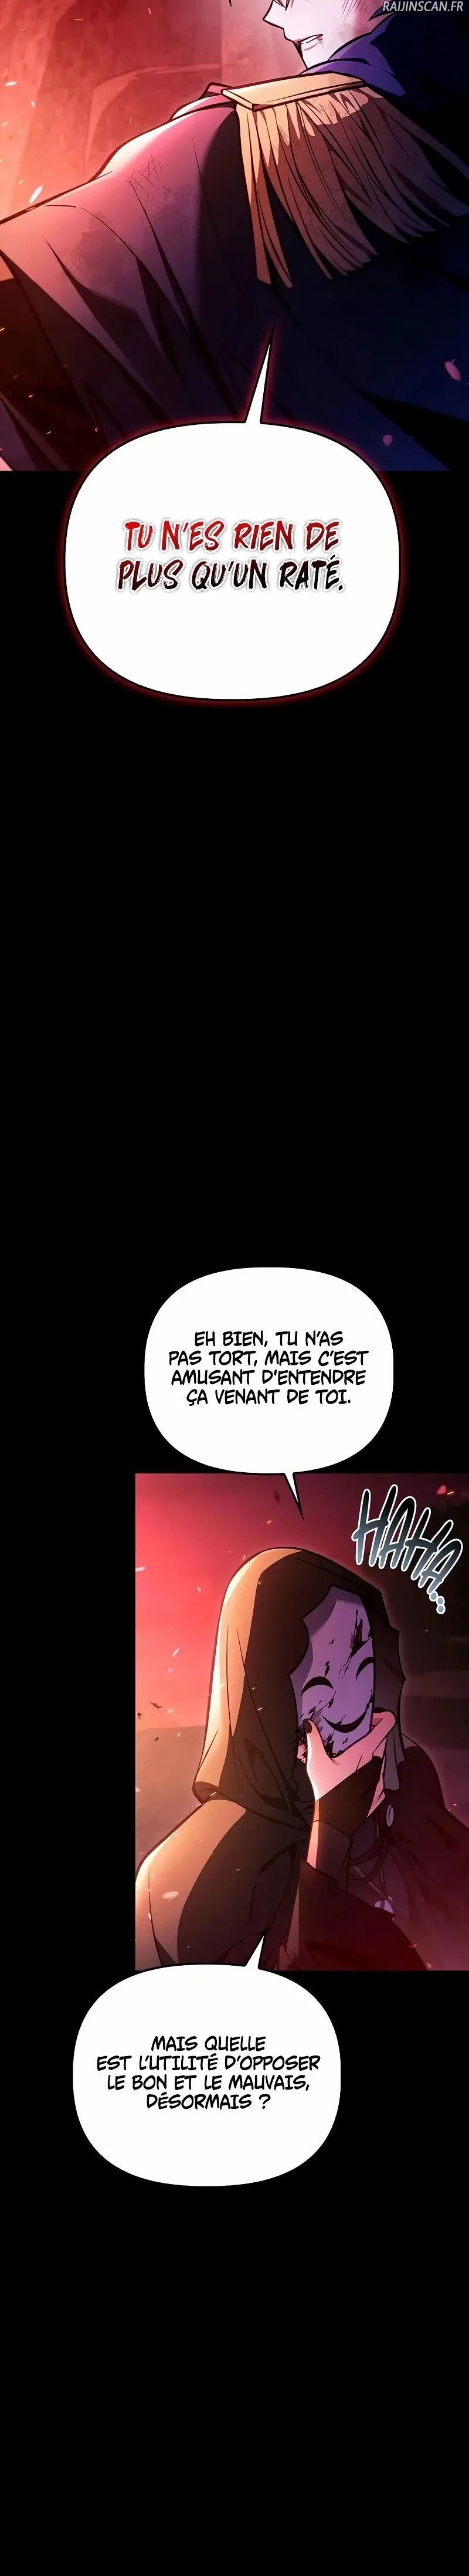 RAIJINSCAN.FR
TU N'ES RIEN DE
PLUS QU'UN RATÉ.
EH BIEN, TU N'AS
PAS TORT, MAIS C'EST
AMUSANT D'ENTENDRE
ÇA VENANT DE TOI.
HAHA...
MAIS QUELLE
EST L'UTILITÉ D'OPPOSER
LE BON ET LE MAUVAIS,
DÉSORMAIS ?